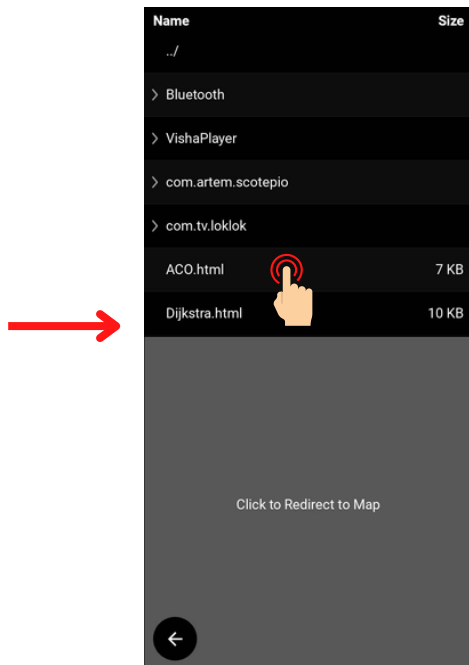 Name Size
../
Bluetooth
VishaPlayer
com.artem.scotepio
com.tv.loklok
ACO.html 7 KB
Dijkstra.html 10 KB
Click to Redirect to Map